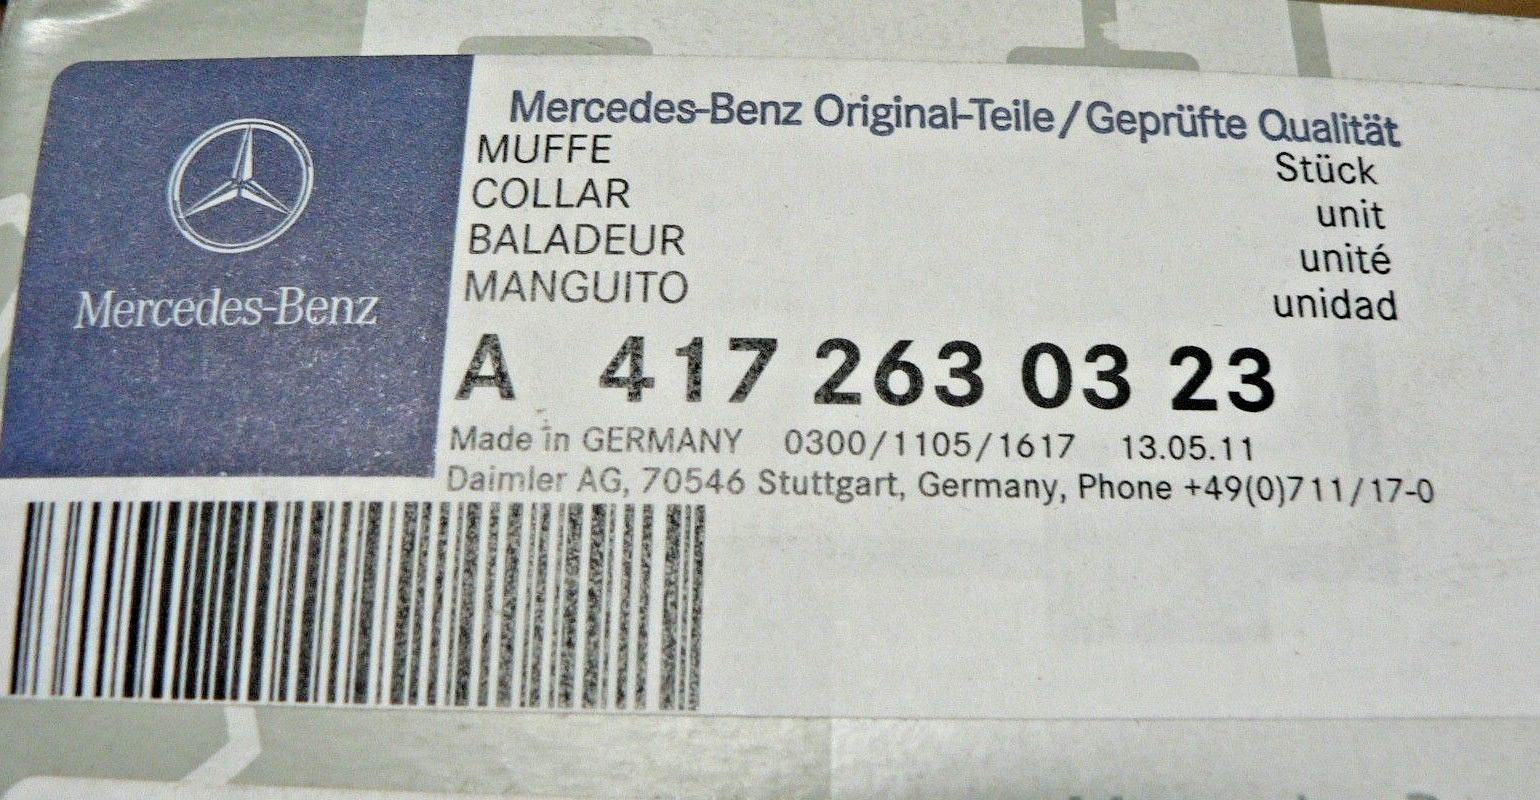 Mercedes-Benz
Mercedes-Benz Original-Teile/Geprüfte Qualität
MUFFE Stück
COLLAR unit
BALADEUR unité
MANGUITO unidad
A 417 263 03 23
Made in GERMANY 0300/1105/1617 13.05.11
Daimler AG, 70546 Stuttgart, Germany, Phone +49(0)711/17-0